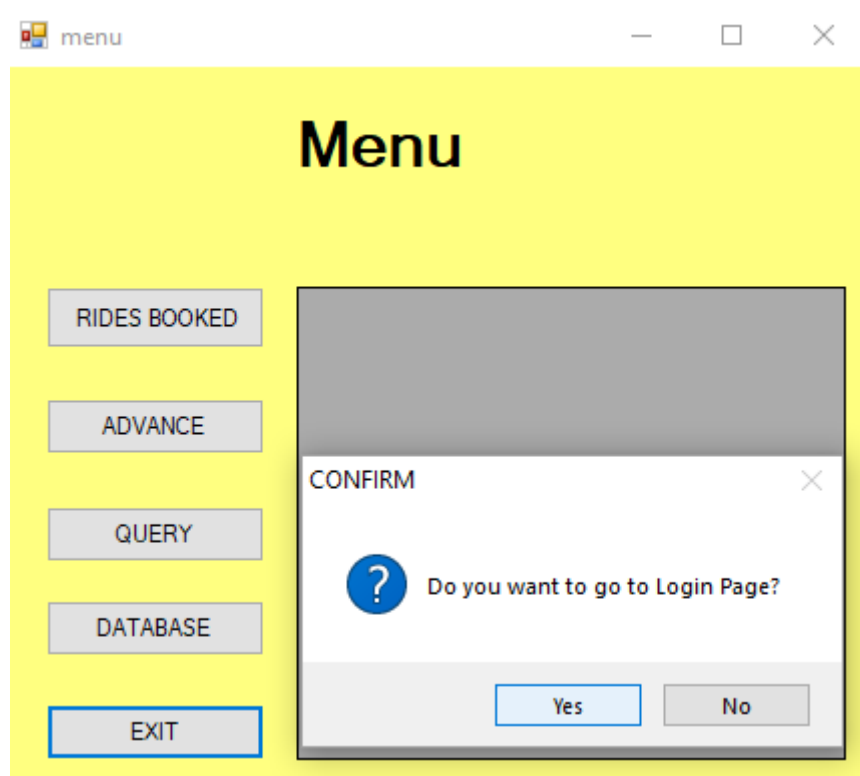 menu
Menu
RIDES BOOKED
ADVANCE
QUERY
DATABASE
EXIT
CONFIRM
Do you want to go to Login Page?
Yes No